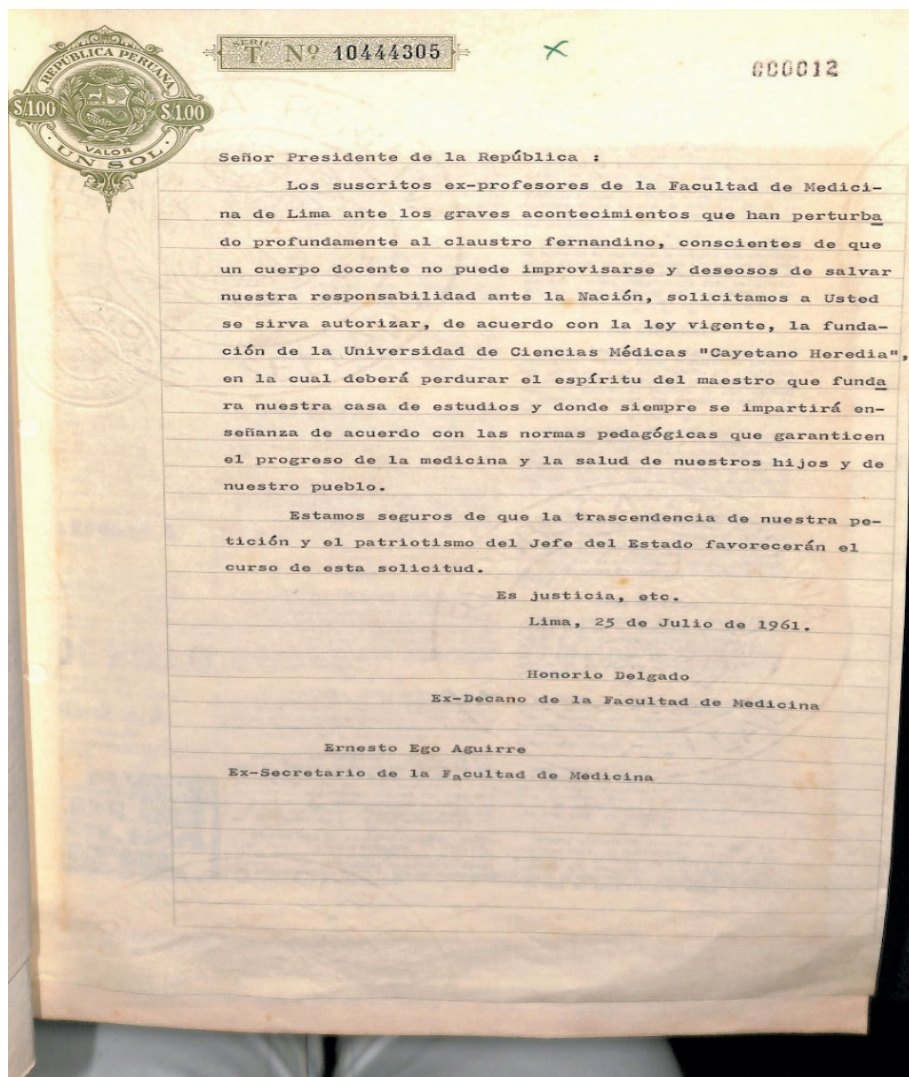 SERIE
T Nº 10444305
000012
REPÚBLICA PERUANA
S/.1.00 S/.1.00
VALOR
UN SOL
Señor Presidente de la República :
Los suscritos ex-profesores de la Facultad de Medici-
na de Lima ante los graves acontecimientos que han perturba
do profundamente al claustro fernandino, conscientes de que
un cuerpo docente no puede improvisarse y deseosos de salvar
nuestra responsabilidad ante la Nación, solicitamos a Usted
se sirva autorizar, de acuerdo con la ley vigente, la funda-
ción de la Universidad de Ciencias Médicas "Cayetano Heredia",
en la cual deberá perdurar el espíritu del maestro que funda
ra nuestra casa de estudios y donde siempre se impartirá en-
señanza de acuerdo con las normas pedagógicas que garanticen
el progreso de la medicina y la salud de nuestros hijos y de
nuestro pueblo.
Estamos seguros de que la trascendencia de nuestra pe-
tición y el patriotismo del Jefe del Estado favorecerán el
curso de esta solicitud.
Es justicia, etc.
Lima, 25 de Julio de 1961.
Honorio Delgado
Ex-Decano de la Facultad de Medicina
Ernesto Ego Aguirre
Ex-Secretario de la Facultad de Medicina